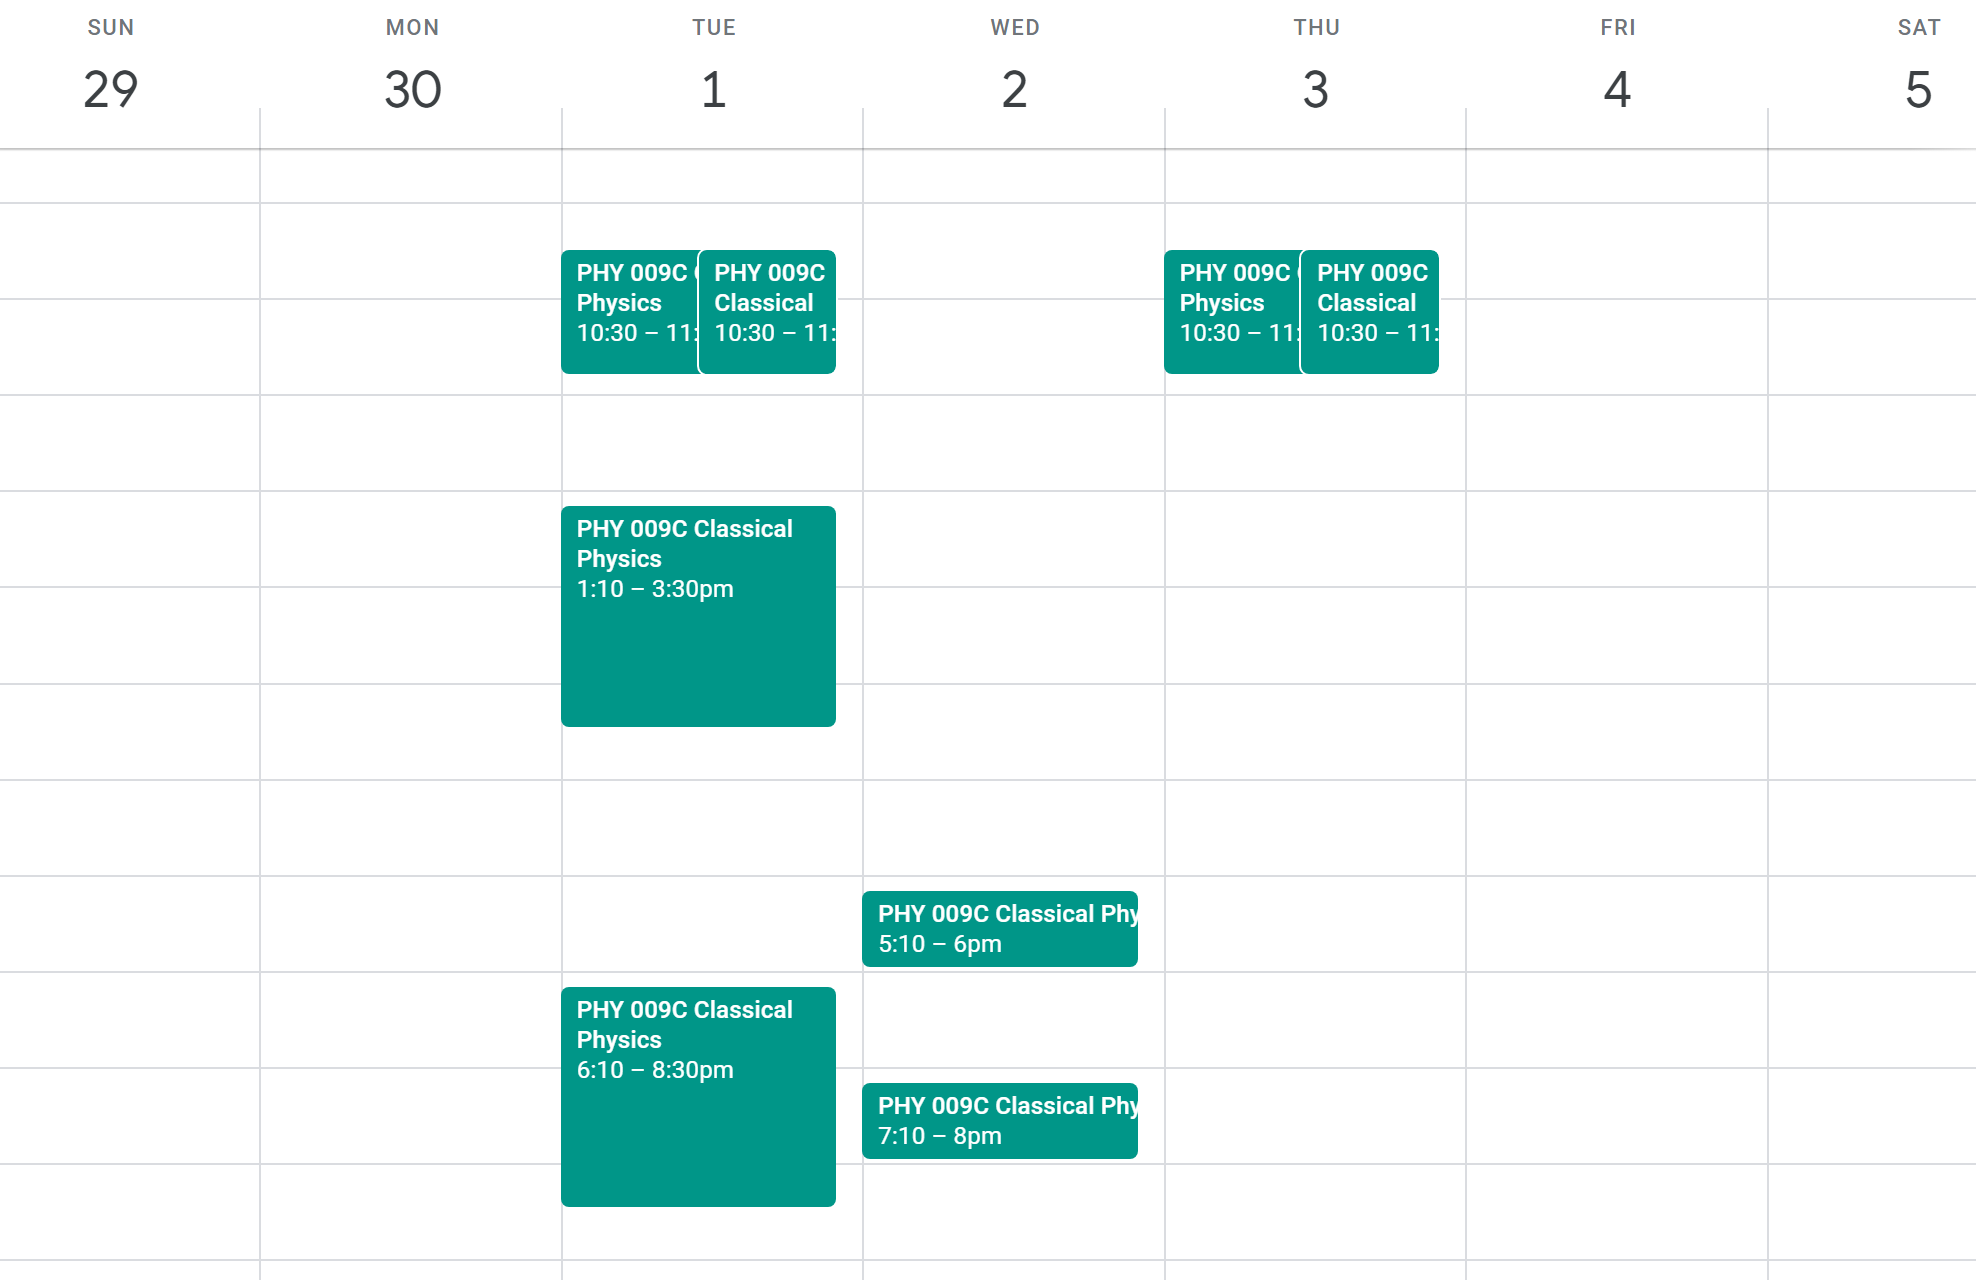 SUN MON TUE WED THU FRI SAT
29 30 1 2 3 4 5
PHY 009C
Physics
10:30 – 11:
PHY 009C
Classical
10:30 – 11:
PHY 009C
Physics
10:30 – 11:
PHY 009C
Classical
10:30 – 11:
PHY 009C Classical
Physics
1:10 – 3:30pm
PHY 009C Classical Phy
5:10 – 6pm
PHY 009C Classical
Physics
6:10 – 8:30pm
PHY 009C Classical Phy
7:10 – 8pm